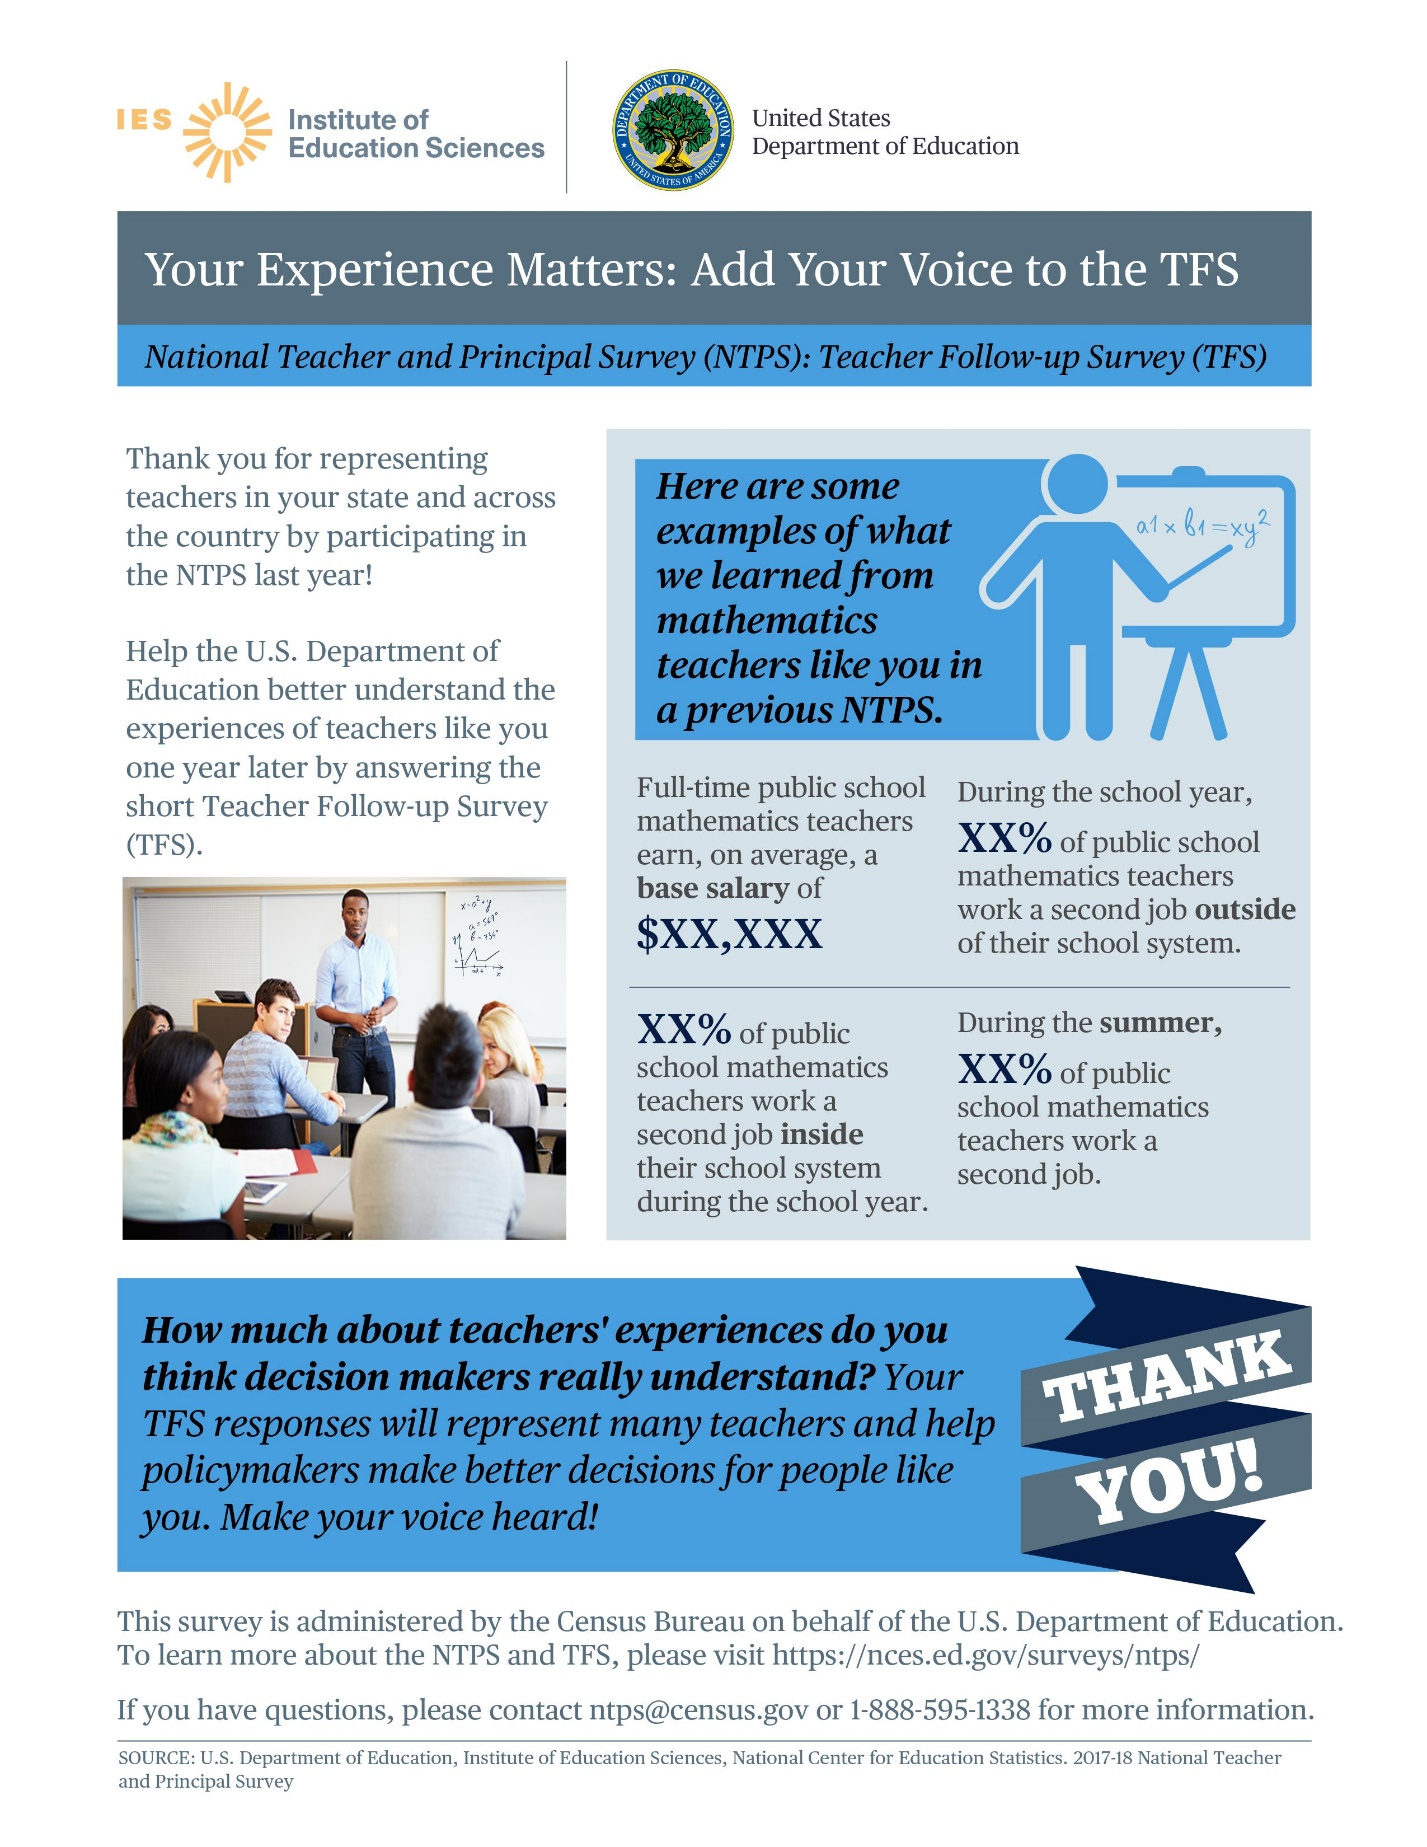 IES
Institute of
Education Sciences
DEPARTMENT OF EDUCATION
UNITED STATES OF AMERICA
United States
Department of Education
Your Experience Matters: Add Your Voice to the TFS
National Teacher and Principal Survey (NTPS): Teacher Follow-up Survey (TFS)
Thank you for representing
teachers in your state and across
the country by participating in
the NTPS last year!
Help the U.S. Department of
Education better understand the
experiences of teachers like you
one year later by answering the
short Teacher Follow-up Survey
(TFS).
Here are some
examples of what
we learned from
mathematics
teachers like you in
a previous NTPS.
a1 x b1 = xy²
Full-time public school
mathematics teachers
earn, on average, a
base salary of
$XX,XXX
During the school year,
XX% of public school
mathematics teachers
work a second job outside
of their school system.
XX% of public
school mathematics
teachers work a
second job inside
their school system
during the school year.
During the summer,
XX% of public
school mathematics
teachers work a
second job.
How much about teachers' experiences do you
think decision makers really understand? Your
TFS responses will represent many teachers and help
policymakers make better decisions for people like
you. Make your voice heard!
THANK
YOU!
This survey is administered by the Census Bureau on behalf of the U.S. Department of Education.
To learn more about the NTPS and TFS, please visit https://nces.ed.gov/surveys/ntps/
If you have questions, please contact ntps@census.gov or 1-888-595-1338 for more information.
SOURCE: U.S. Department of Education, Institute of Education Sciences, National Center for Education Statistics. 2017-18 National Teacher
and Principal Survey